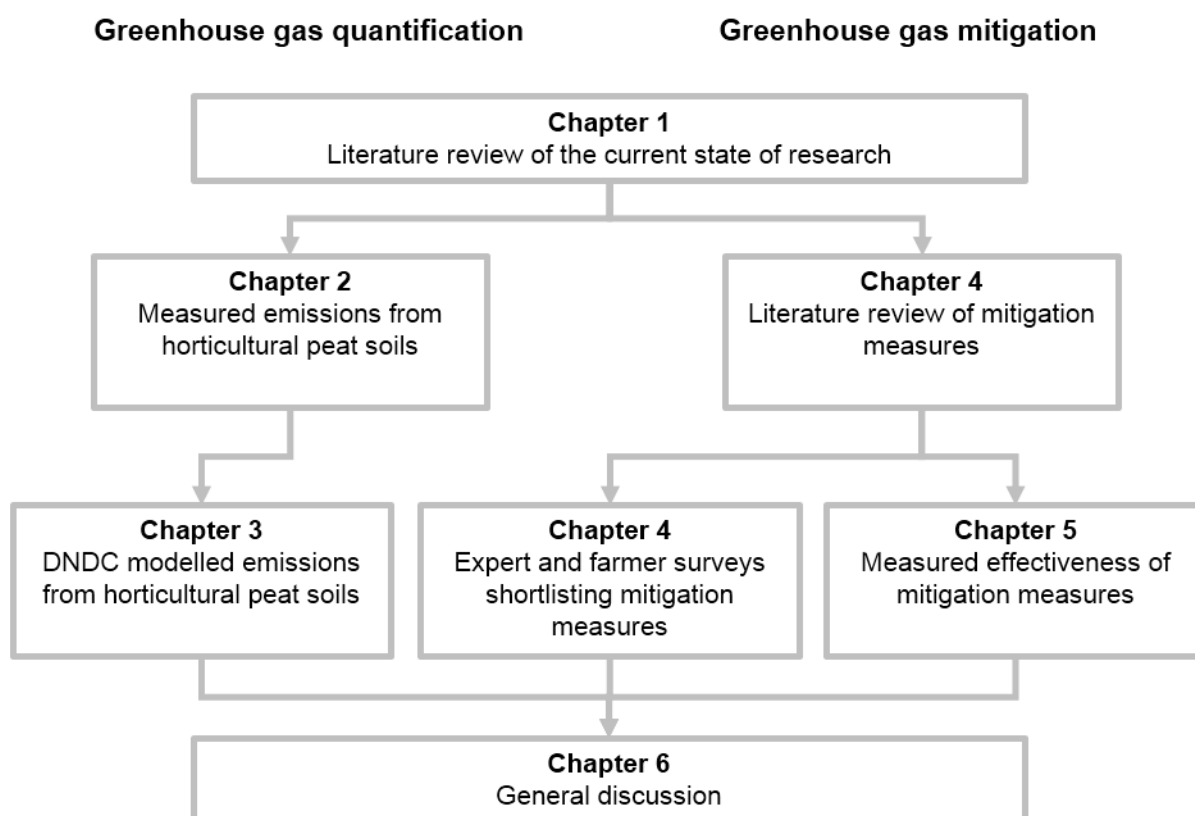 Greenhouse gas quantification
Greenhouse gas mitigation
Chapter 1
Literature review of the current state of research
Chapter 2
Measured emissions from
horticultural peat soils
Chapter 4
Literature review of mitigation
measures
Chapter 3
DNDC modelled emissions
from horticultural peat soils
Chapter 4
Expert and farmer surveys
shortlisting mitigation
measures
Chapter 5
Measured effectiveness of
mitigation measures
Chapter 6
General discussion